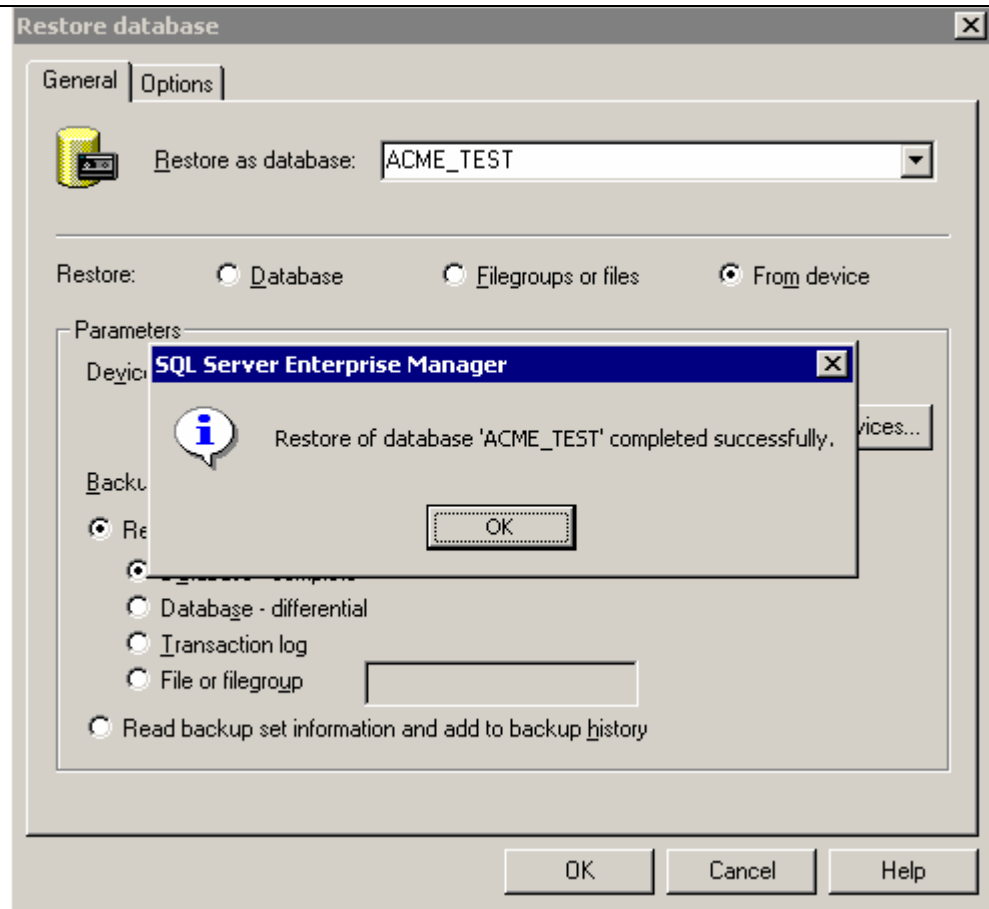 Restore database
General
Options
Restore as database: ACME_TEST
Restore: Database Filegroups or files From device
Parameters
SQL Server Enterprise Manager
Restore of database 'ACME_TEST' completed successfully.
OK
Database - differential
Transaction log
File or filegroup
Read backup set information and add to backup history
OK Cancel Help